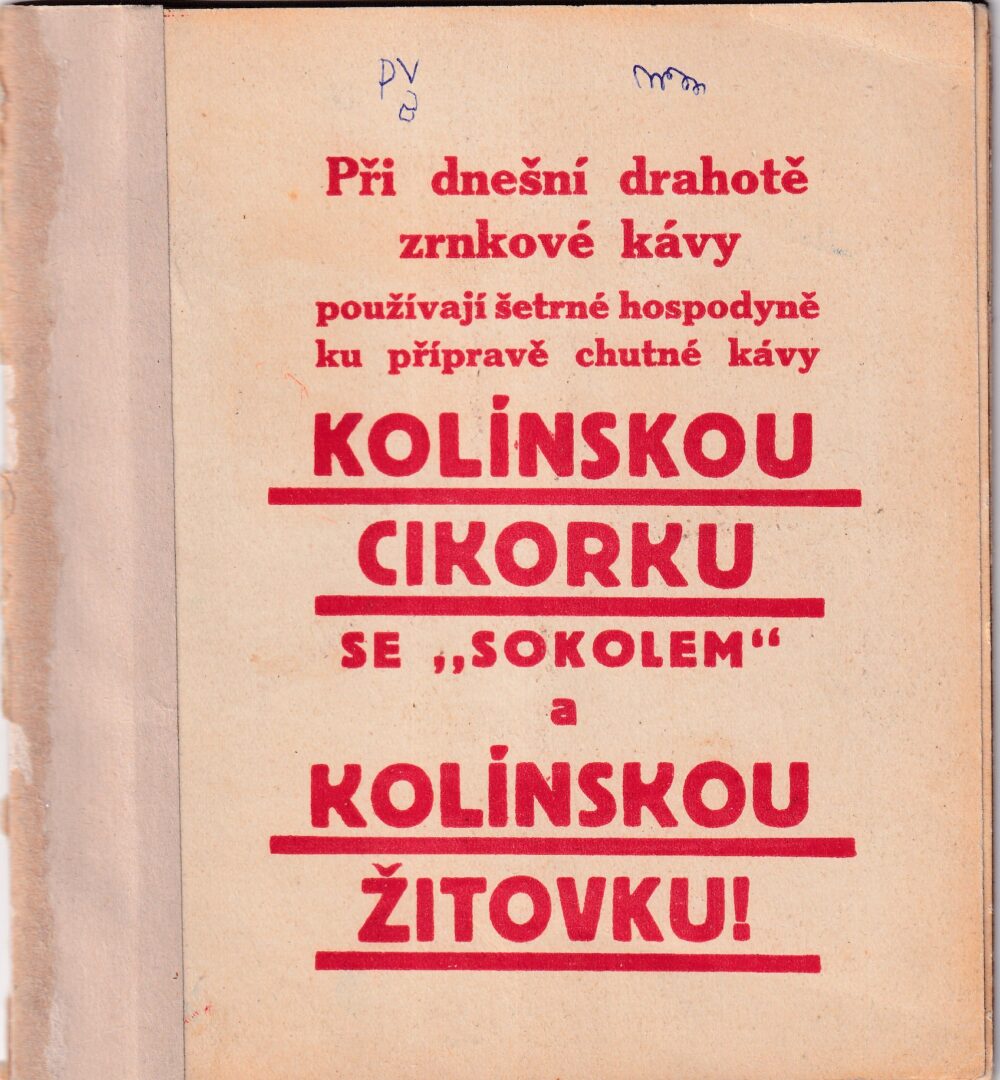 PV
Při dnešní drahotě
zrnkové kávy
používají šetrné hospodyně
ku přípravě chutné kávy
KOLÍNSKOU
CIKORKU
SE „SOKOLEM“
a
KOLÍNSKOU
ŽITOVKU!